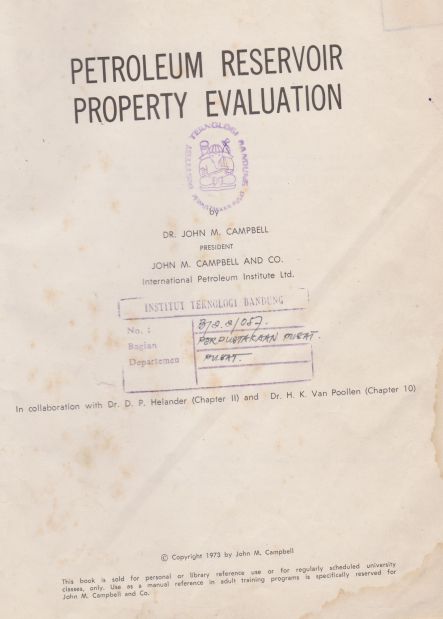 PETROLEUM RESERVOIR
PROPERTY EVALUATION
INSTITUT TEKNOLOGI BANDUNG
by
DR. JOHN M. CAMPBELL
PRESIDENT
JOHN M. CAMPBELL AND CO.
International Petroleum Institute Ltd.
INSTITUT TEKNOLOGI BANDUNG
No. :
Bagian PERPUSTAKAAN PUSAT.
Departemen PUSAT.
In collaboration with Dr. D. P. Helander (Chapter II) and Dr. H. K. Van Poollen (Chapter 10)
© Copyright 1973 by John M. Campbell
This book is sold for personal or library reference use or for regularly scheduled university
classes, only. Use as a manual reference in adult training programs is specifically reserved for
John M. Campbell and Co.